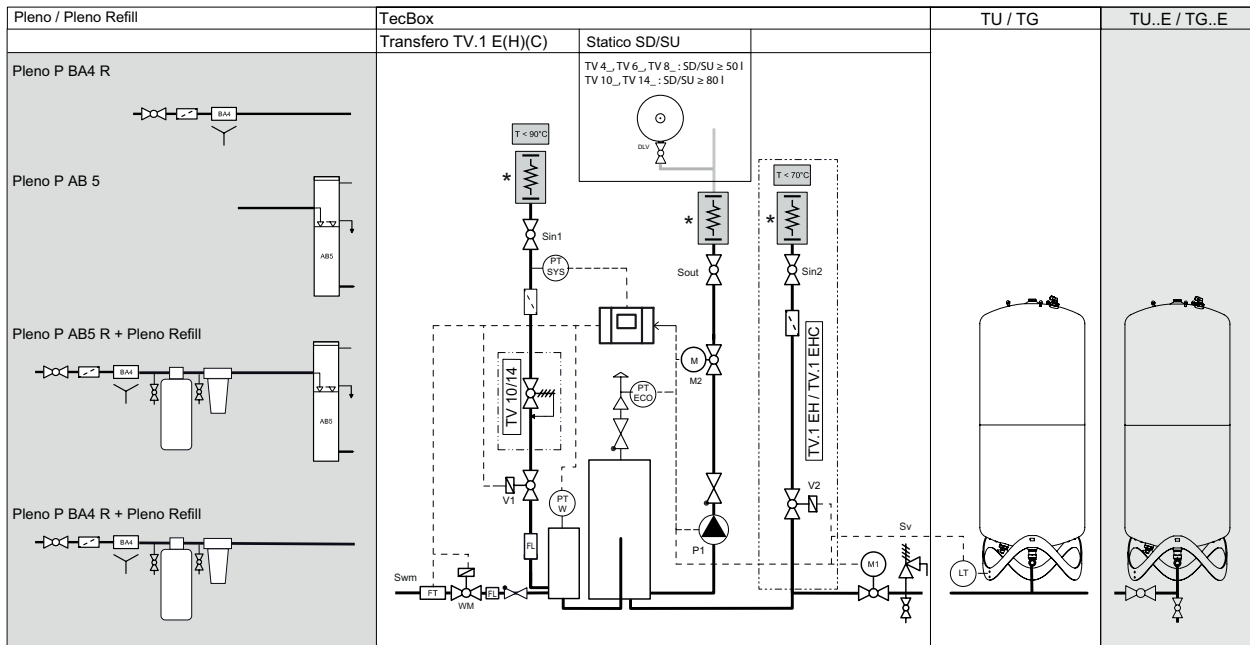 Pleno / Pleno Refill
TecBox
TU / TG
TU..E / TG..E
Transfero TV.1 E(H)(C)
Statico SD/SU
Pleno P BA4 R
BA4
Pleno P AB 5
AB5
Pleno P AB5 R + Pleno Refill
BA4
AB5
Pleno P BA4 R + Pleno Refill
BA4
TV 4_, TV 6_, TV 8_ : SD/SU ≥ 50 l
TV 10_, TV 14_ : SD/SU ≥ 80 l
DLV
T < 90°C
*
Sin1
PT
SYS
TV 10/14
V1
PT
W
FL
Swm
FT
WM
FL
PT
ECO
*
Sout
M
M2
P1
T < 70°C
*
Sin2
TV.1 EH / TV.1 EHC
V2
M1
Sv
LT